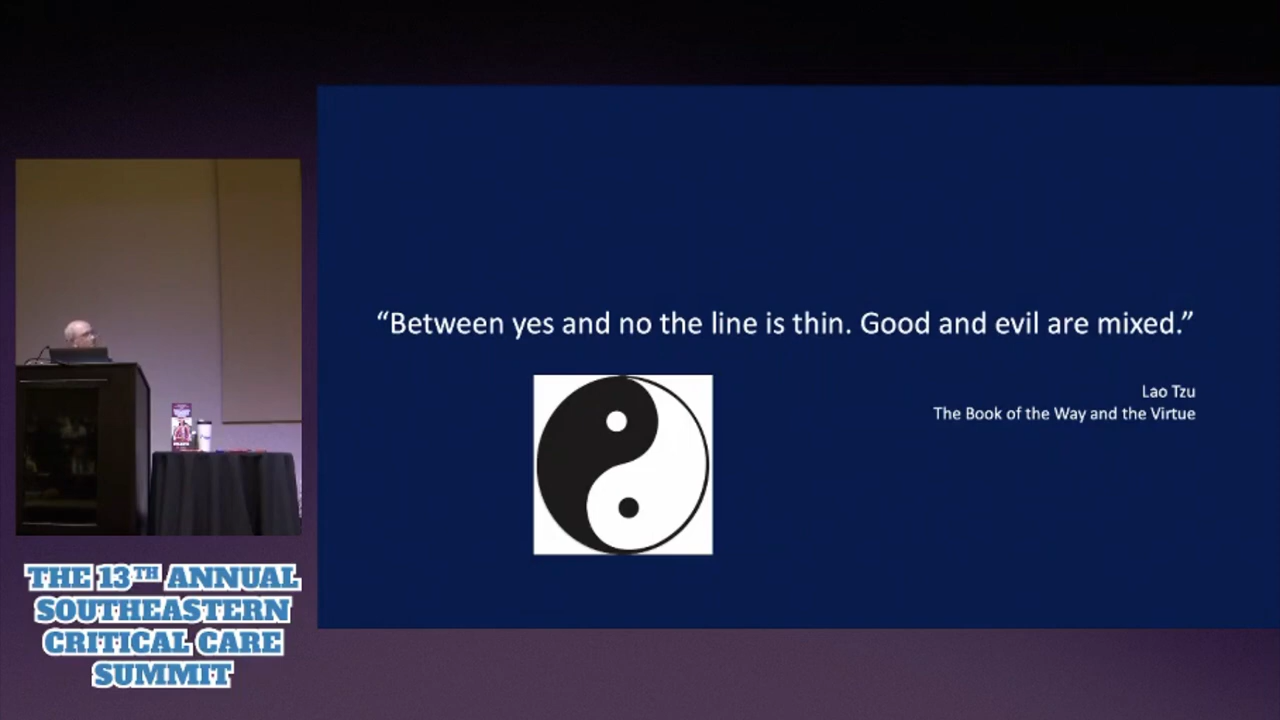 “Between yes and no the line is thin. Good and evil are mixed.”
Lao Tzu
The Book of the Way and the Virtue
THE 13TH ANNUAL
SOUTHEASTERN
CRITICAL CARE
SUMMIT